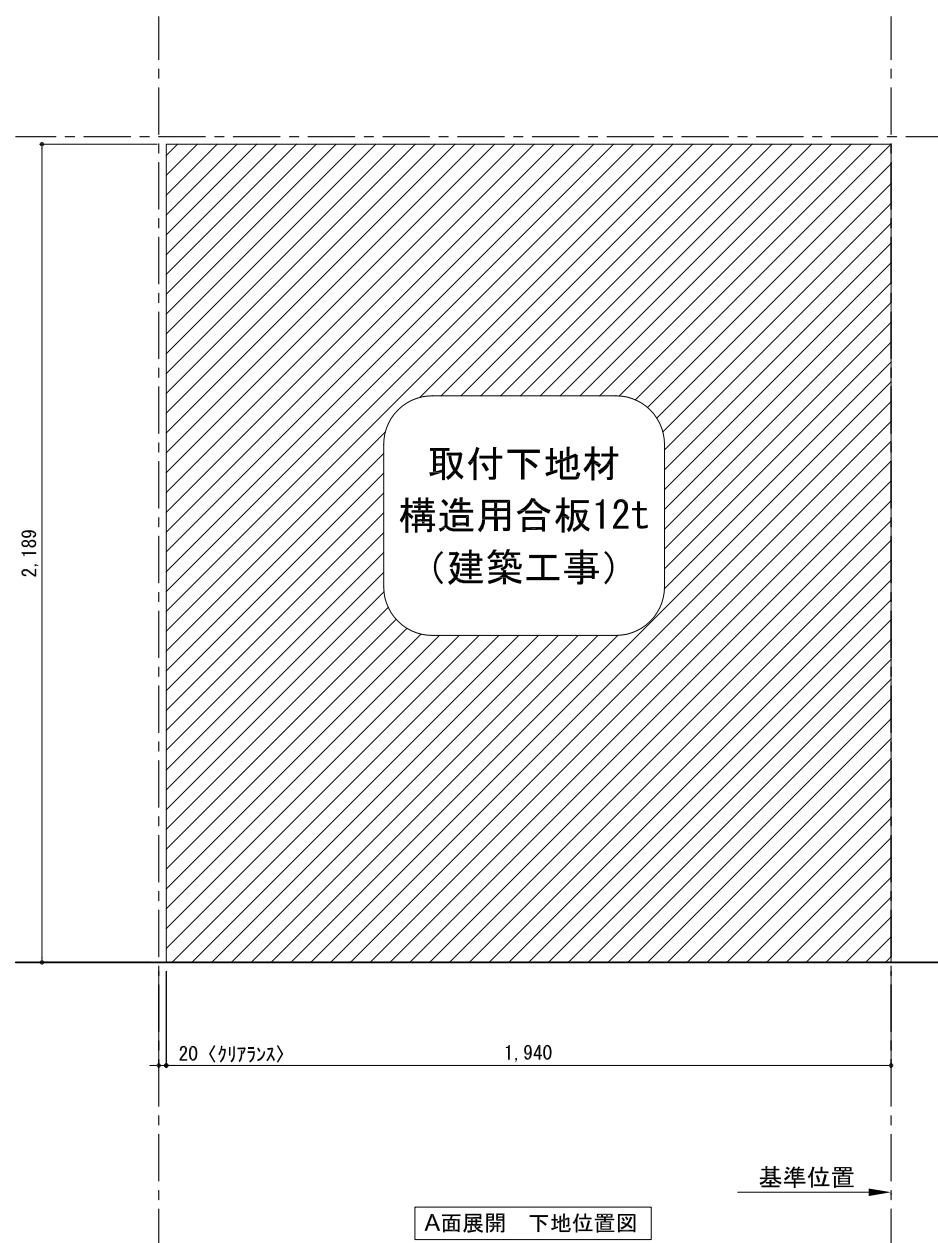 取付下地材
構造用合板12t
(建築工事)
2,189
20 〈クリアランス〉
1,940
基準位置
A面展開 下地位置図